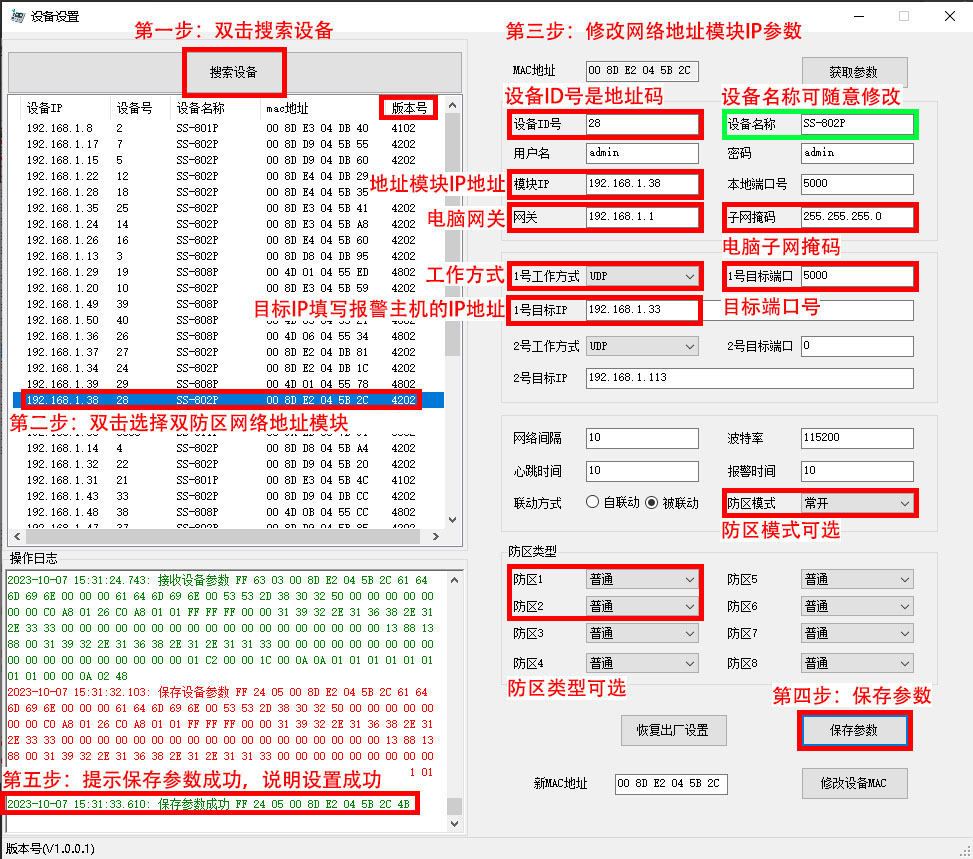 设备设置
第一步：双击搜索设备
搜索设备
设备IP 设备号 设备名称 mac地址 版本号
192.168.1.8 2 SS-801P 00 8D E3 04 DB 40 4102
192.168.1.17 7 SS-802P 00 8D D9 04 5B 55 4202
192.168.1.15 5 SS-802P 00 8D D9 04 DB 60 4202
192.168.1.22 12 SS-802P 00 8D E4 04 DB 29
192.168.1.28 18 SS-802P 00 8D E4 04 5B 35
192.168.1.35 25 SS-802P 00 8D E3 04 5B 41 4202
192.168.1.24 14 SS-802P 00 8D E3 04 5B A8 4202
192.168.1.26 16 SS-802P 00 8D E4 04 5B 60 4202
192.168.1.13 3 SS-802P 00 8D D8 04 DB 95 4202
192.168.1.29 19 SS-808P 00 4D 01 04 55 ED 4802
192.168.1.20 10 SS-802P 00 8D E3 04 5B 59 4202
192.168.1.49 39 SS-808P
192.168.1.50 40 SS-808P
192.168.1.36 26 SS-808P 00 4D 06 04 55 34 4802
192.168.1.37 27 SS-802P 00 8D E2 04 DB 81 4202
192.168.1.34 24 SS-802P 00 8D E2 04 DB 1C 4202
192.168.1.39 29 SS-808P 00 4D 01 04 55 78 4802
192.168.1.38 28 SS-802P 00 8D E2 04 5B 2C 4202
第二步：双击选择双防区网络地址模块
192.168.1.14 4 SS-802P 00 8D D8 04 5B A4 4202
192.168.1.32 22 SS-802P 00 8D D9 04 5B 20 4202
192.168.1.31 21 SS-801P 00 8D E3 04 5B 4C 4102
192.168.1.43 33 SS-802P 00 8D D9 04 DB CC 4202
192.168.1.48 38 SS-808P 00 4D 0B 04 55 CC 4802
192.168.1.47 37 SS-802P 00 8D D9 04 DB 85 4202
操作日志
2023-10-07 15:31:24.743: 接收设备参数 FF 63 03 00 8D E2 04 5B 2C 61 64
6D 69 6E 00 00 00 61 64 6D 69 6E 00 53 53 2D 38 30 32 50 00 00 00 00 00
00 00 C0 A8 01 26 C0 A8 01 01 FF FF FF 00 00 31 39 32 2E 31 36 38 2E 31
2E 33 33 00 00 00 00 00 00 00 00 00 00 00 00 00 00 00 00 00 13 88 13
88 00 31 39 32 2E 31 36 38 2E 31 2E 31 31 33 00 00 00 00 00 00 00 00 00
00 00 00 00 00 00 00 00 01 C2 00 00 1C 00 0A 0A 01 01 01 01 01 01 01
01 01 00 00 0A 02 48
2023-10-07 15:31:32.103: 保存设备参数 FF 24 05 00 8D E2 04 5B 2C 61 64
6D 69 6E 00 00 00 61 64 6D 69 6E 00 53 53 2D 38 30 32 50 00 00 00 00 00
00 00 C0 A8 01 26 C0 A8 01 01 FF FF FF 00 00 31 39 32 2E 31 36 38 2E 31
2E 33 33 00 00 00 00 00 00 00 00 00 00 00 00 00 00 00 00 00 13 88 13
88 00 31 39 32 2E 31 36 38 2E 31 2E 31 31 33 00 00 00 00 00 00 00 00 00
1 01
第五步：提示保存参数成功，说明设置成功
2023-10-07 15:31:33.610: 保存参数成功 FF 24 05 00 8D E2 04 5B 2C 4B
版本号(V1.0.0.1)
第三步：修改网络地址模块IP参数
MAC地址 00 8D E2 04 5B 2C 获取参数
设备ID号是地址码 设备名称可随意修改
设备ID号 28 设备名称 SS-802P
用户名 admin 密码 admin
地址模块IP地址 模块IP 192.168.1.38 本地端口号 5000
电脑网关 网关 192.168.1.1 子网掩码 255.255.255.0
电脑子网掩码
工作方式 1号工作方式 UDP 1号目标端口 5000
目标IP填写报警主机的IP地址 1号目标IP 192.168.1.33 目标端口号
2号工作方式 UDP 2号目标端口 0
2号目标IP 192.168.1.113
网络间隔 10 波特率 115200
心跳时间 10 报警时间 10
联动方式 自联动 被联动 防区模式 常开
防区模式可选
防区类型
防区1 普通 防区5 普通
防区2 普通 防区6 普通
防区3 普通 防区7 普通
防区4 普通 防区8 普通
防区类型可选
第四步：保存参数
恢复出厂设置 保存参数
新MAC地址 00 8D E2 04 5B 2C 修改设备MAC